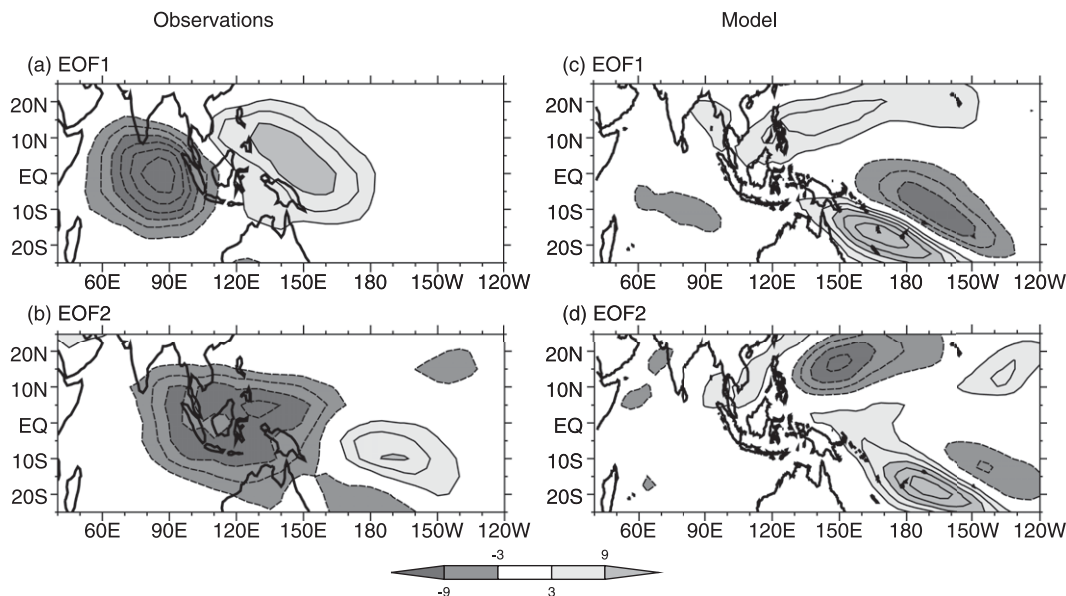 Observations
Model
(a) EOF1
(c) EOF1
20N
10N
EQ
10S
20S
60E 90E 120E 150E 180 150W 120W
20N
10N
EQ
10S
20S
60E 90E 120E 150E 180 150W 120W
(b) EOF2
(d) EOF2
20N
10N
EQ
10S
20S
60E 90E 120E 150E 180 150W 120W
20N
10N
EQ
10S
20S
60E 90E 120E 150E 180 150W 120W
-3 9
-9 3